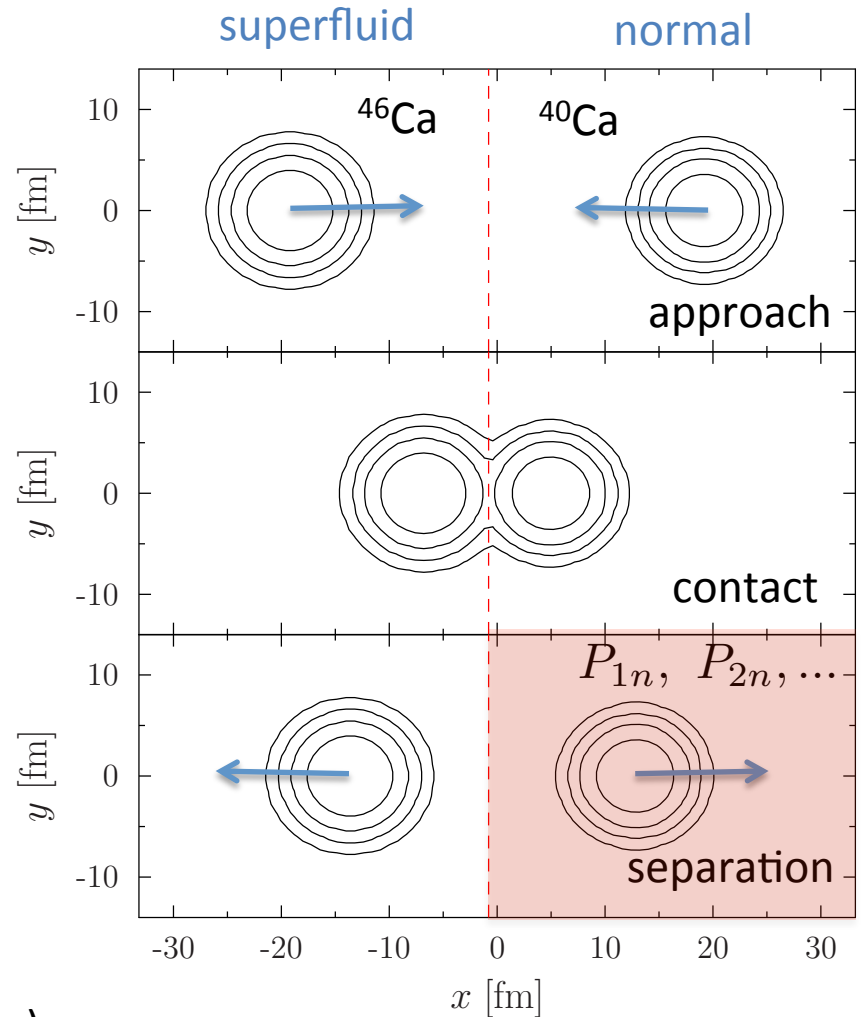 superfluid normal
10
0
-10
y [fm]
⁴⁶Ca ⁴⁰Ca
approach
10
0
-10
y [fm]
contact
10
0
-10
y [fm]
P₁ₙ, P₂ₙ, ...
separation
-30 -20 -10 0 10 20 30
x [fm]
)